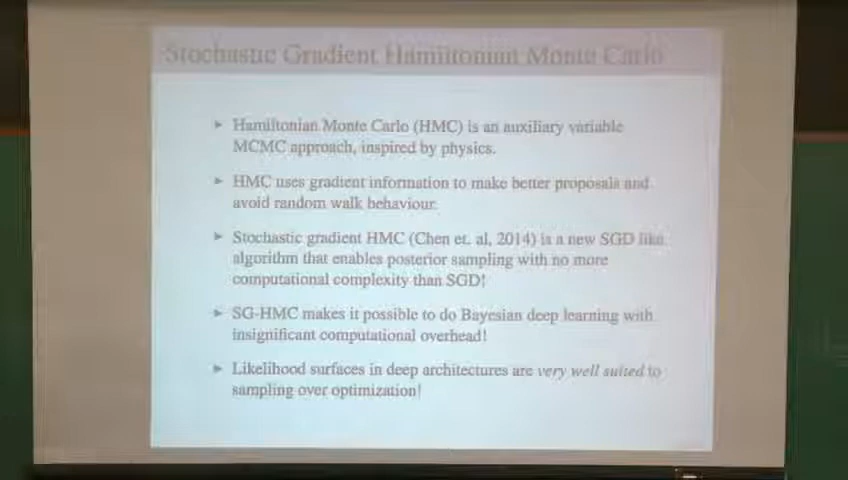 Stochastic Gradient Hamiltonian Monte Carlo
▸ Hamiltonian Monte Carlo (HMC) is an auxiliary variable
MCMC approach, inspired by physics.
▸ HMC uses gradient information to make better proposals and
avoid random walk behaviour.
▸ Stochastic gradient HMC (Chen et. al, 2014) is a new SGD like
algorithm that enables posterior sampling with no more
computational complexity than SGD!
▸ SG-HMC makes it possible to do Bayesian deep learning with
insignificant computational overhead!
▸ Likelihood surfaces in deep architectures are very well suited to
sampling over optimization!